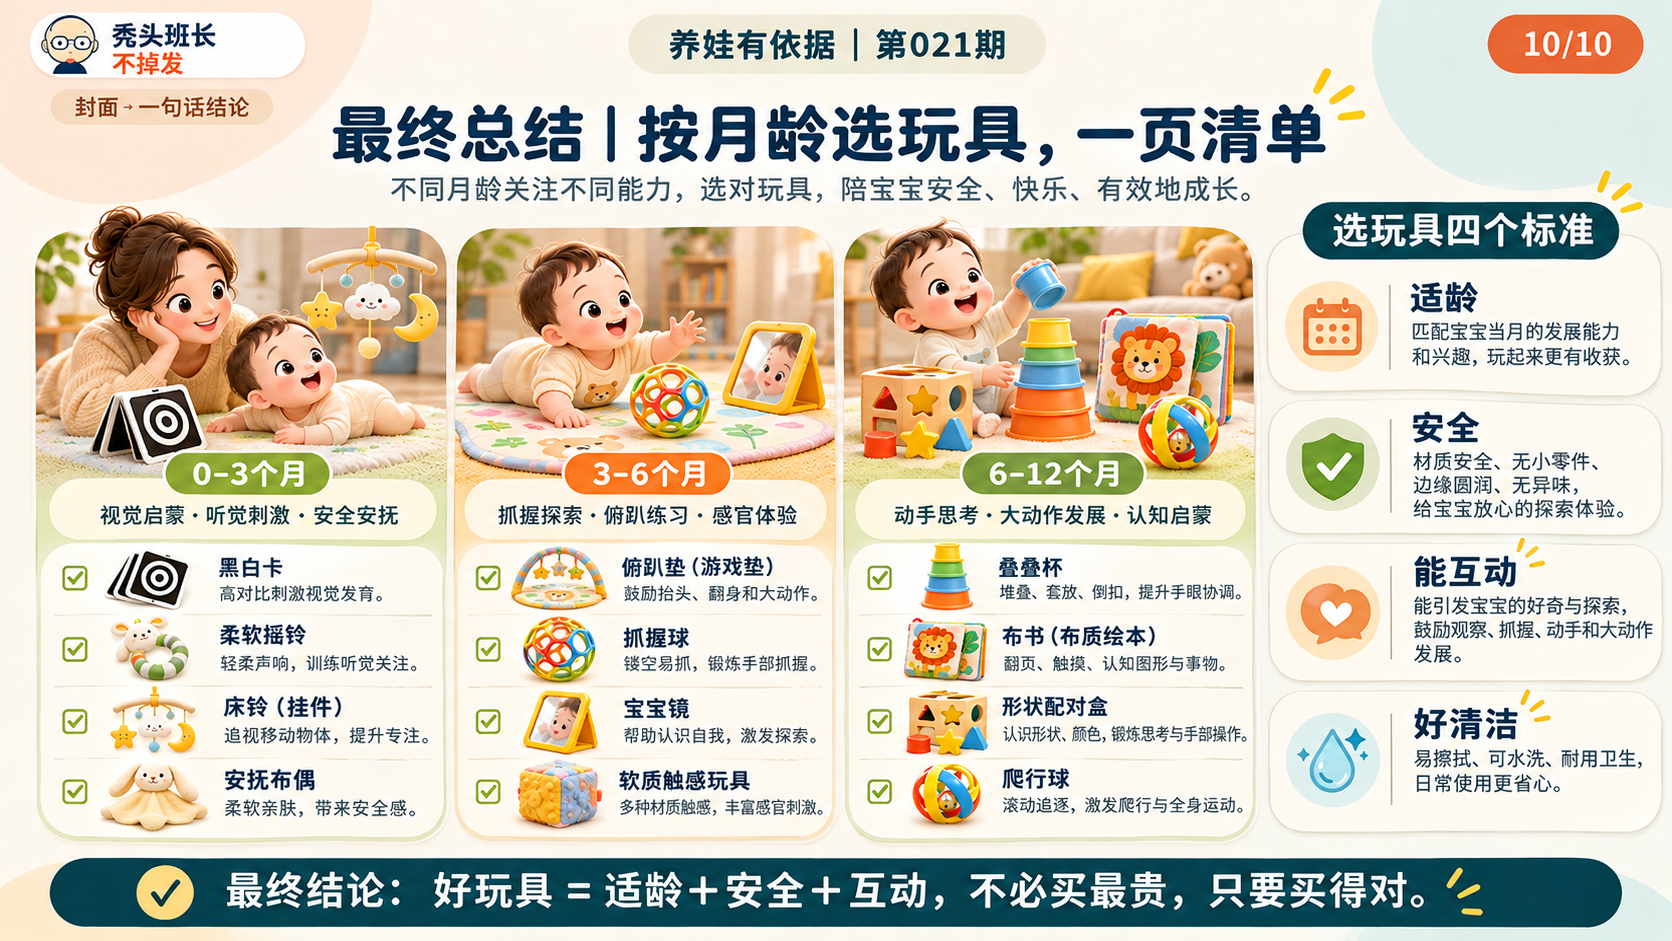 秃头班长
不掉发
封面→一句话结论
养娃有依据｜第021期
10/10
最终总结｜按月龄选玩具，一页清单
不同月龄关注不同能力，选对玩具，陪宝宝安全、快乐、有效地成长。
0-3个月
视觉启蒙·听觉刺激·安全安抚
黑白卡
高对比刺激视觉发育。
柔软摇铃
轻柔声响，训练听觉关注。
床铃（挂件）
追视移动物体，提升专注。
安抚布偶
柔软亲肤，带来安全感。
3-6个月
抓握探索·俯趴练习·感官体验
俯趴垫（游戏垫）
鼓励抬头、翻身和大动作。
抓握球
镂空易抓，锻炼手部抓握。
宝宝镜
帮助认识自我，激发探索。
软质触感玩具
多种材质触感，丰富感官刺激。
6-12个月
动手思考·大动作发展·认知启蒙
叠叠杯
堆叠、套放、倒扣，提升手眼协调。
布书（布质绘本）
翻页、触摸、认知图形与事物。
形状配对盒
认识形状、颜色，锻炼思考与手部操作。
爬行球
滚动追逐，激发爬行与全身运动。
选玩具四个标准
适龄
匹配宝宝当月的发展能力
和兴趣，玩起来更有收获。
安全
材质安全、无小零件、
边缘圆润、无异味，
给宝宝放心的探索体验。
能互动
能引发宝宝的好奇与探索，
鼓励观察、抓握、动手和大动作
发展。
好清洁
易擦拭、可水洗、耐用卫生，
日常使用更省心。
最终结论： 好玩具 = 适龄＋安全＋互动，不必买最贵，只要买得对。